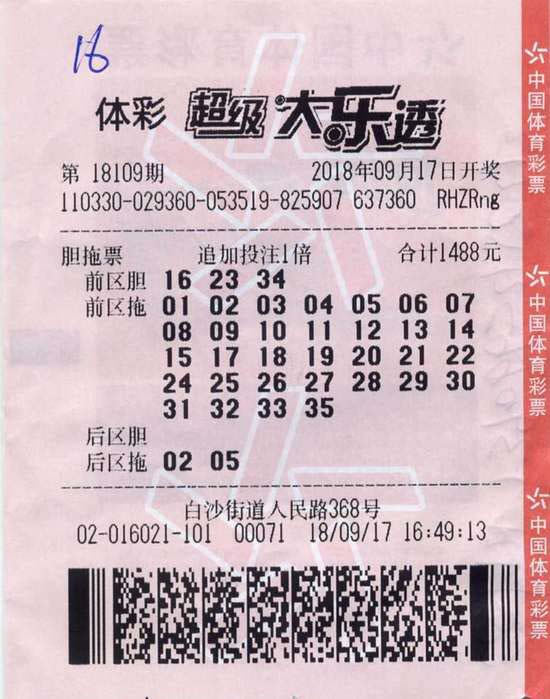 16
体彩 超级大乐透
第 18109期 2018年09月17日开奖
110330-029360-053519-825907 637360 RHZRng
胆拖票 追加投注1倍 合计1488元
前区胆 16 23 34
前区拖 01 02 03 04 05 06 07
08 09 10 11 12 13 14
15 17 18 19 20 21 22
24 25 26 27 28 29 30
31 32 33 35
后区胆
后区拖 02 05
白沙街道人民路368号
02-016021-101 00071 18/09/17 16:49:13
中国体育彩票
中国体育彩票
中国体育彩票